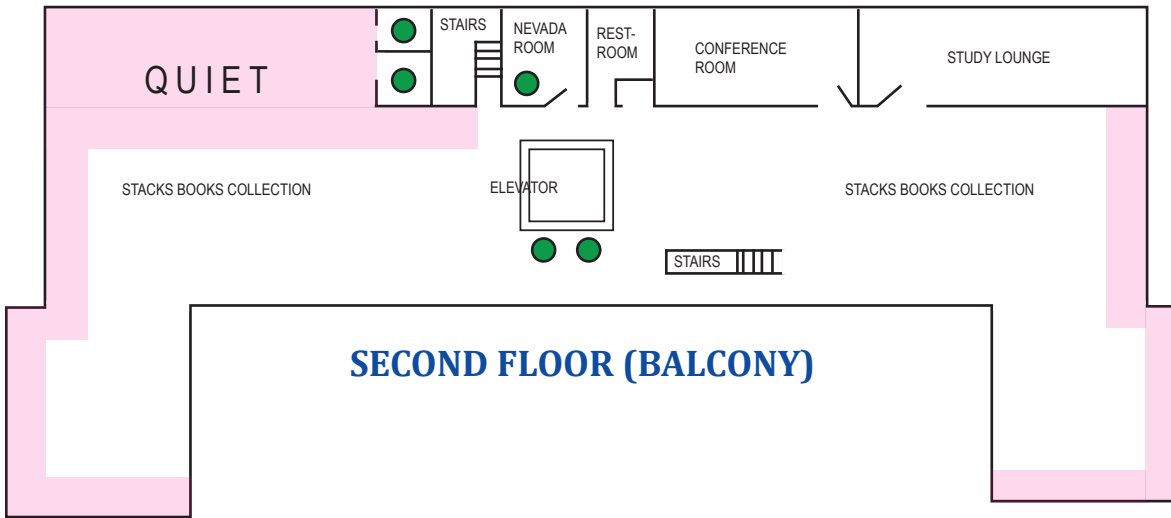 STAIRS
NEVADA
ROOM
REST-
ROOM
CONFERENCE
ROOM
STUDY LOUNGE
QUIET
STACKS BOOKS COLLECTION
ELEVATOR
STACKS BOOKS COLLECTION
STAIRS
SECOND FLOOR (BALCONY)